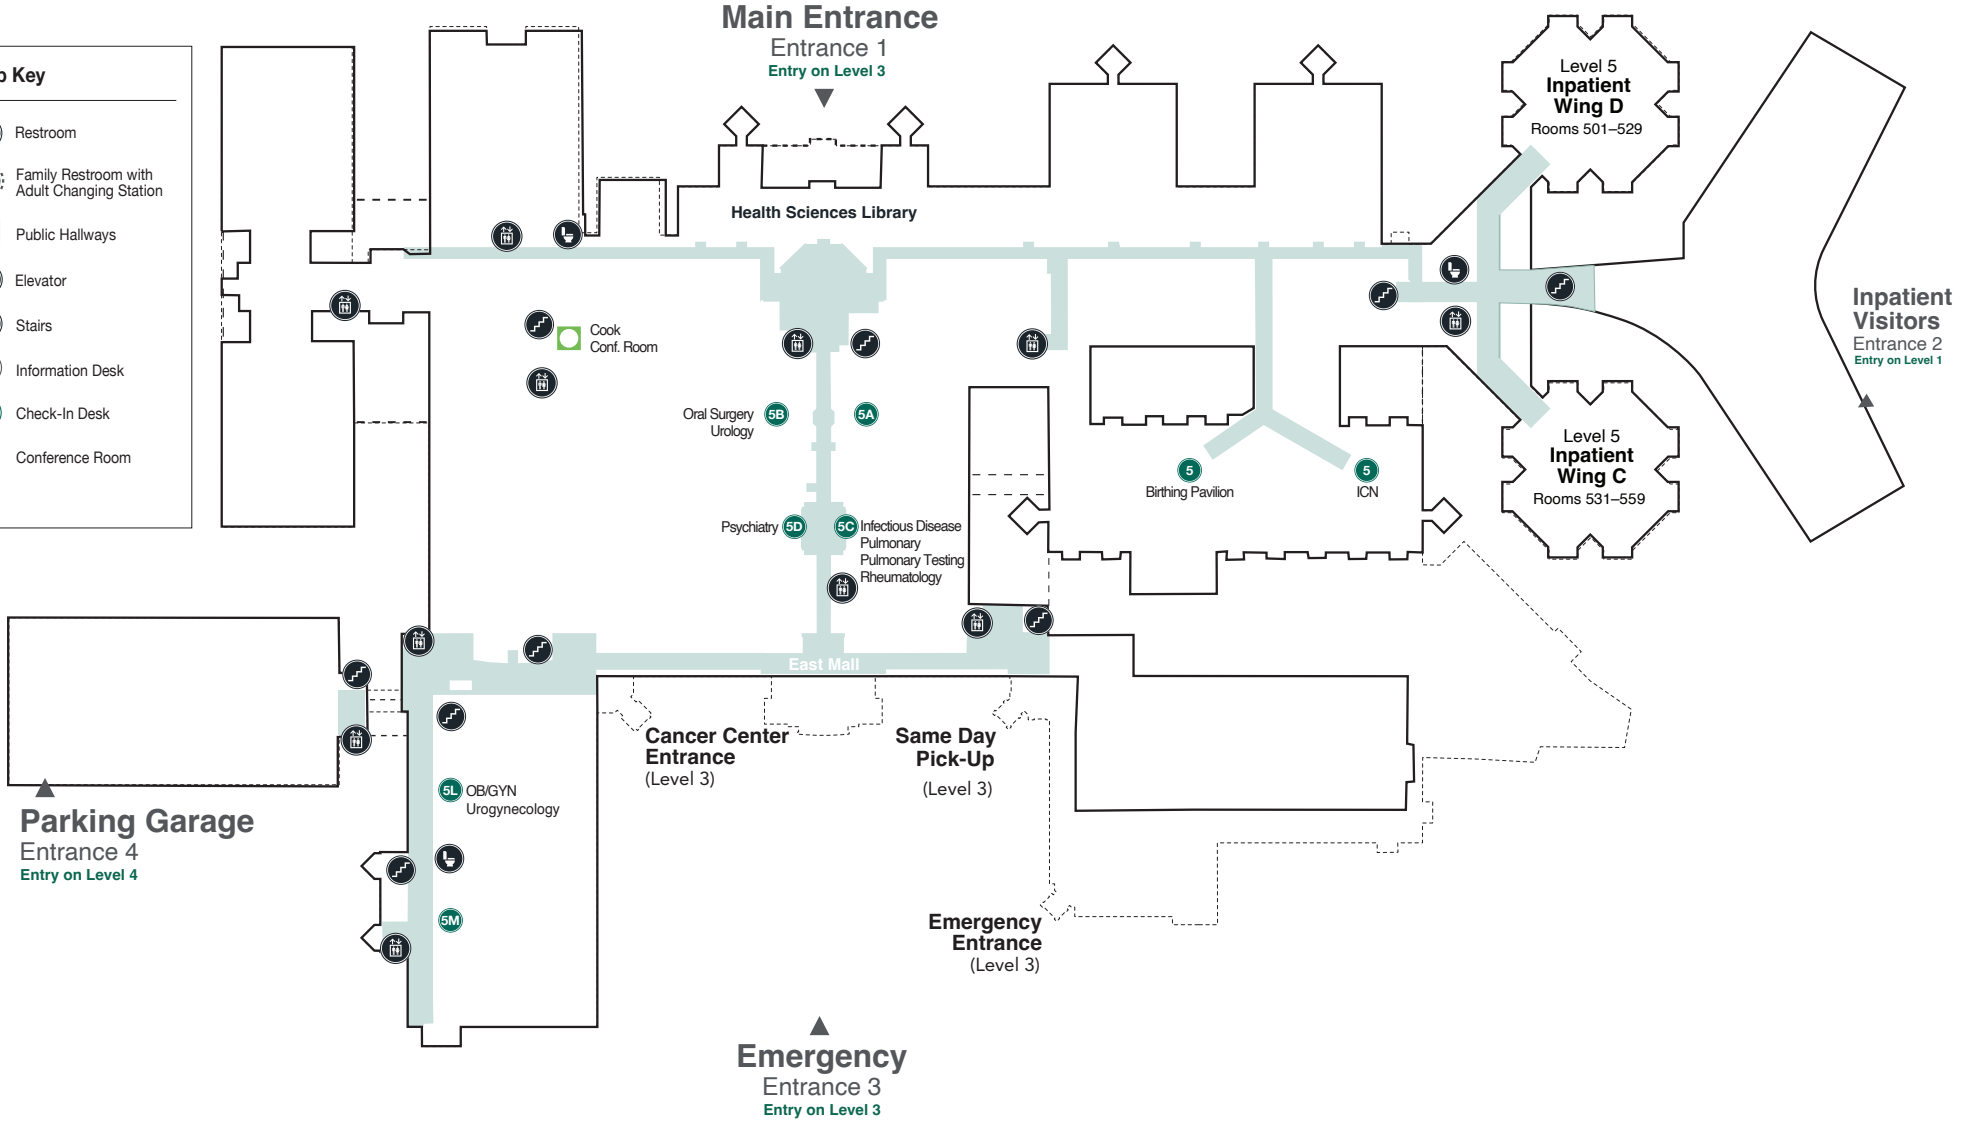 Main Entrance
Entrance 1
Entry on Level 3
Key
Restroom
Family Restroom with
Adult Changing Station
Public Hallways
Elevator
Stairs
Information Desk
Check-In Desk
Conference Room
Level 5
Inpatient
Wing D
Rooms 501–529
Health Sciences Library
Inpatient
Visitors
Entrance 2
Entry on Level 1
Cook
Conf. Room
Oral Surgery
Urology
5B
5A
Level 5
Inpatient
Wing C
Rooms 531–559
5
Birthing Pavilion
5
ICN
Psychiatry
5D
5C
Infectious Disease
Pulmonary
Pulmonary Testing
Rheumatology
East Mall
Cancer Center
Entrance
(Level 3)
Same Day
Pick-Up
(Level 3)
5L
OB/GYN
Urogynecology
Parking Garage
Entrance 4
Entry on Level 4
5M
Emergency
Entrance
(Level 3)
Emergency
Entrance 3
Entry on Level 3